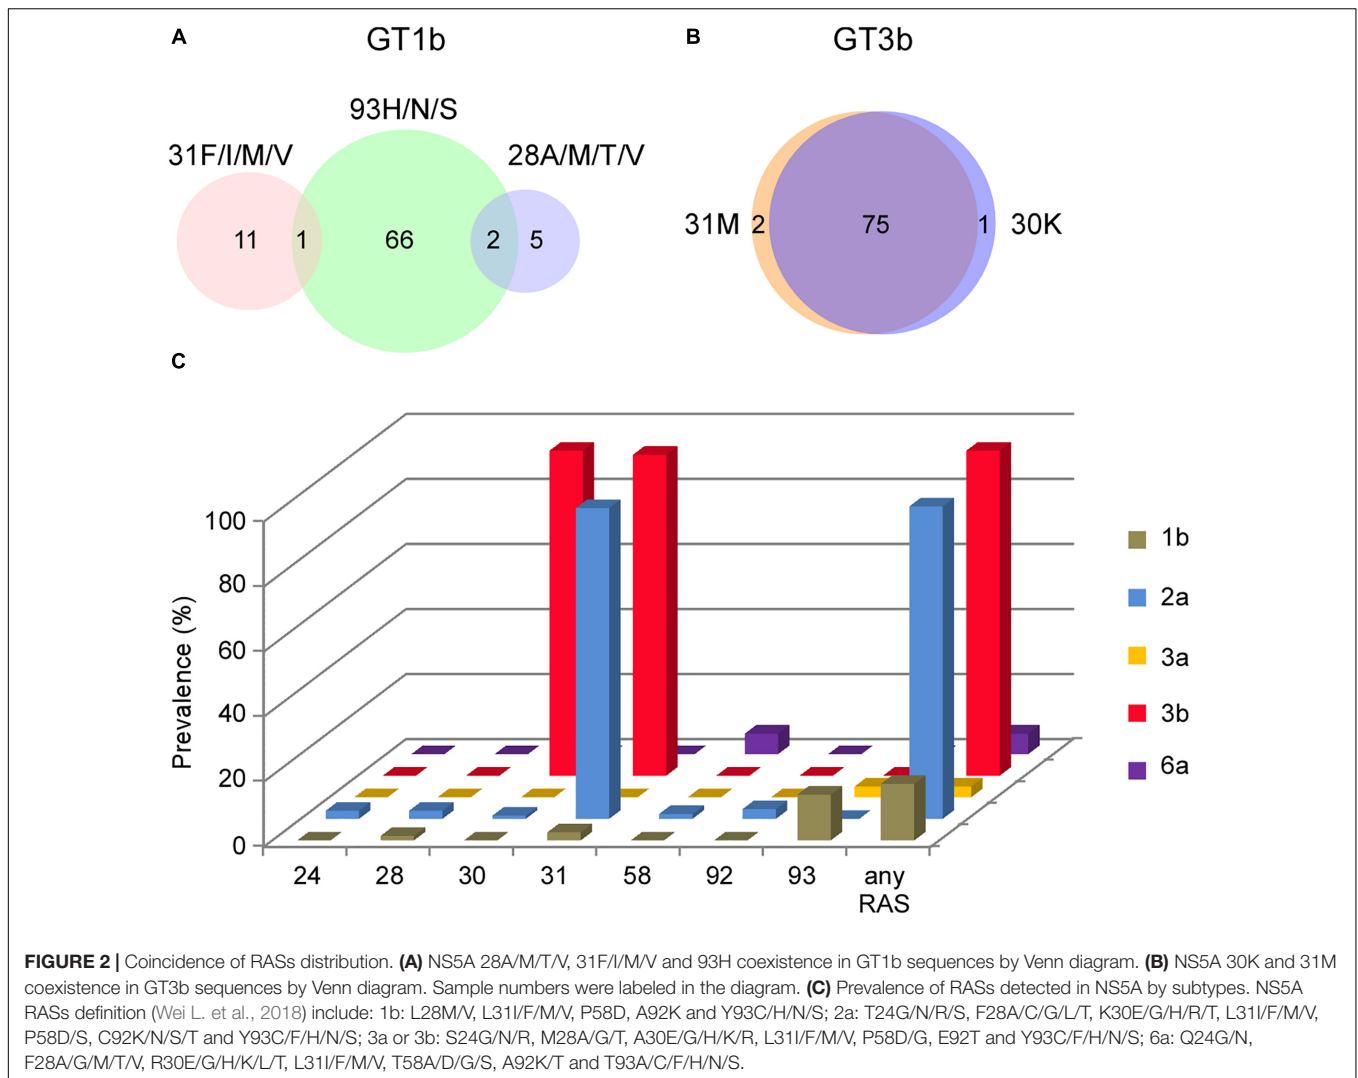 A
GT1b
93H/N/S
31F/I/M/V
28A/M/T/V
11
1
66
2
5
B
GT3b
31M
2
75
1
30K
C
Prevalence (%)
100
80
60
40
20
0
24
28
30
31
58
92
93
any
RAS
1b
2a
3a
3b
6a
FIGURE 2 | Coincidence of RASs distribution. (A) NS5A 28A/M/T/V, 31F/I/M/V and 93H coexistence in GT1b sequences by Venn diagram. (B) NS5A 30K and 31M
coexistence in GT3b sequences by Venn diagram. Sample numbers were labeled in the diagram. (C) Prevalence of RASs detected in NS5A by subtypes. NS5A
RASs definition (Wei L. et al., 2018) include: 1b: L28M/V, L31I/F/M/V, P58D, A92K and Y93C/H/N/S; 2a: T24G/N/R/S, F28A/C/G/L/T, K30E/G/H/R/T, L31I/F/M/V,
P58D/S, C92K/N/S/T and Y93C/F/H/N/S; 3a or 3b: S24G/N/R, M28A/G/T, A30E/G/H/K/R, L31I/F/M/V, P58D/G, E92T and Y93C/F/H/N/S; 6a: Q24G/N,
F28A/G/M/T/V, R30E/G/H/K/L/T, L31I/F/M/V, T58A/D/G/S, A92K/T and T93A/C/F/H/N/S.